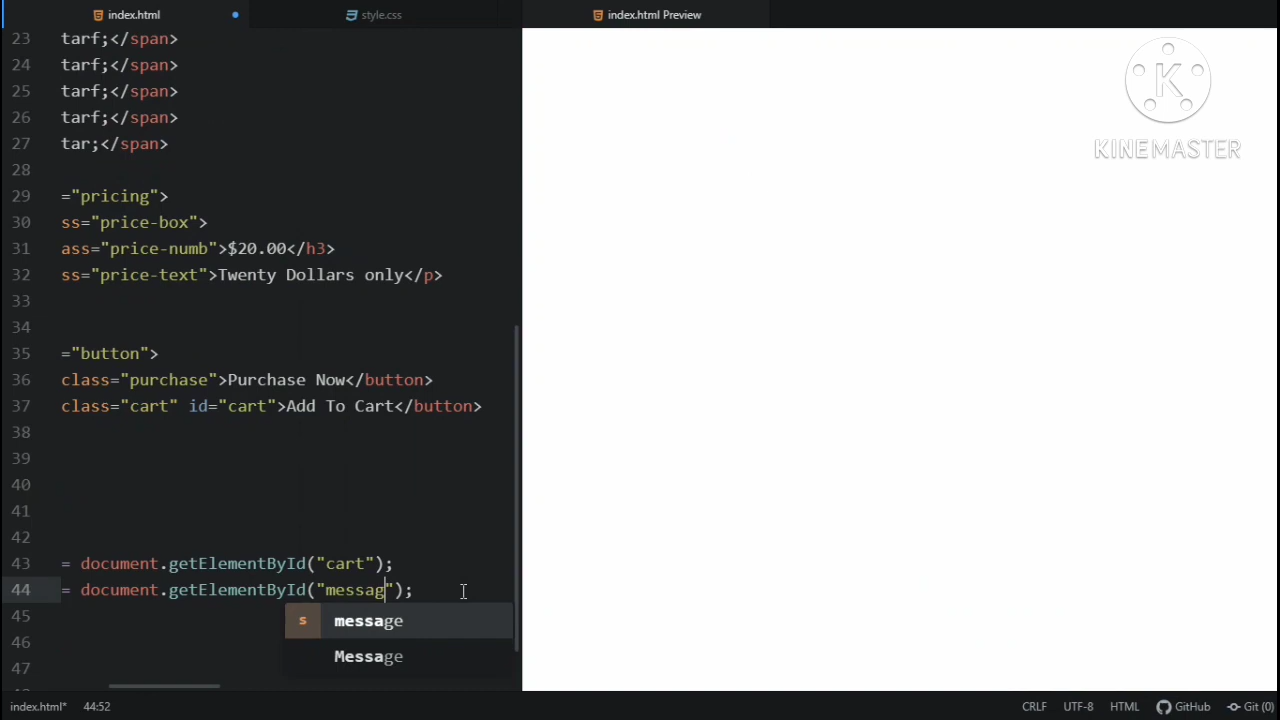 index.html
style.css
index.html Preview
23 tarf;</span>
24 tarf;</span>
25 tarf;</span>
26 tarf;</span>
27 tar;</span>
28
29 ="pricing">
30 ss="price-box">
31 ass="price-numb">$20.00</h3>
32 ss="price-text">Twenty Dollars only</p>
33
34
35 ="button">
36 class="purchase">Purchase Now</button>
37 class="cart" id="cart">Add To Cart</button>
38
39
40
41
42
43 = document.getElementById("cart");
44 = document.getElementById("messag");
45
s message
46
Message
47
K
KINEMASTER
index.html* 44:52 CRLF UTF-8 HTML GitHub Git (0)